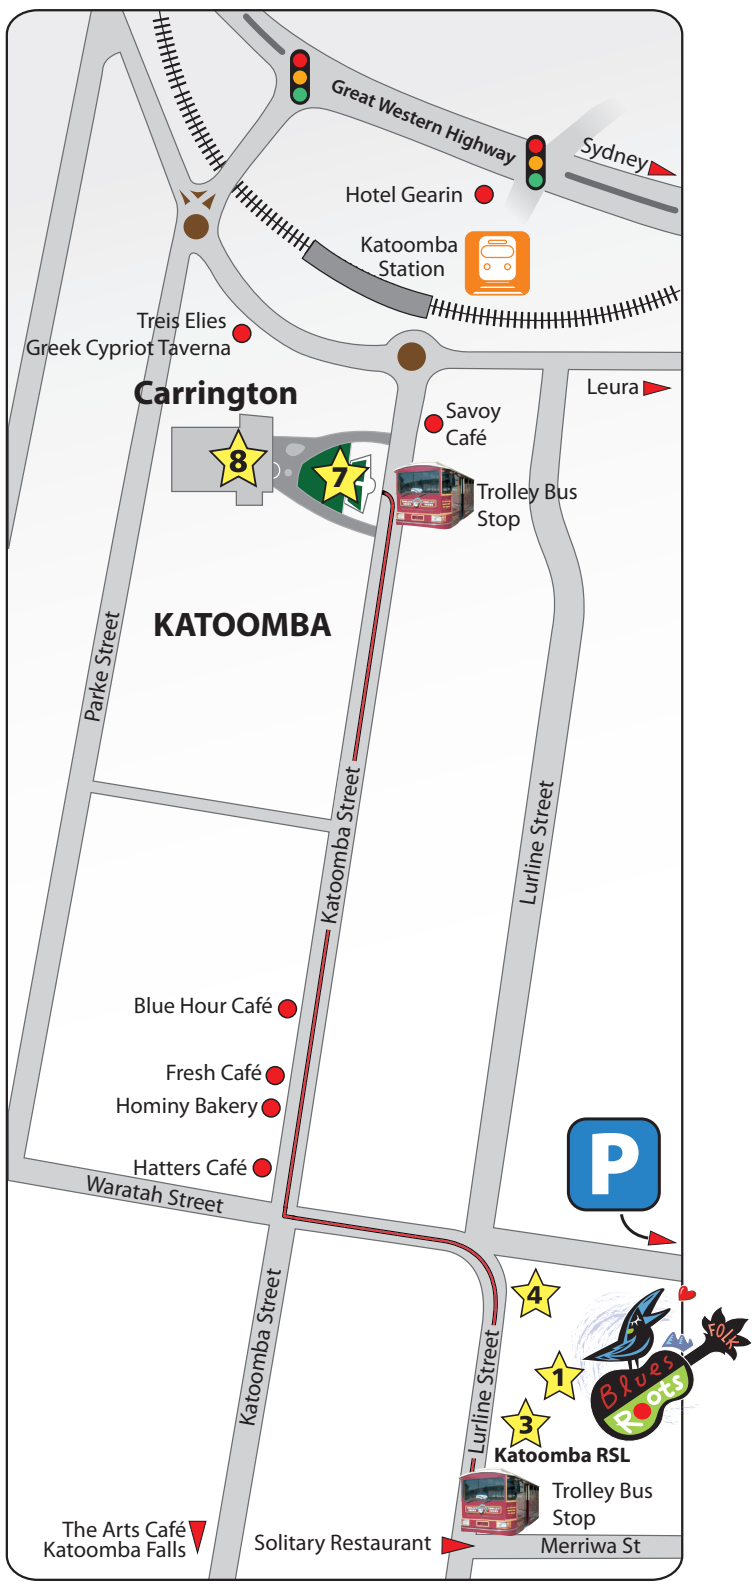 Great Western Highway
Sydney
Hotel Gearin
Katoomba
Station
Treis Elies
Greek Cypriot Taverna
Leura
Carrington
Savoy
Café
8
7
Trolley Bus
Stop
KATOOMBA
Parke Street
Katoomba Street
Lurline Street
Blue Hour Café
Fresh Café
Hominy Bakery
Hatters Café
P
Waratah Street
4
FOLK
Blues
Roots
1
3
Katoomba Street
Lurline Street
Katoomba RSL
Trolley Bus
Stop
The Arts Café
Katoomba Falls
Solitary Restaurant
Merriwa St